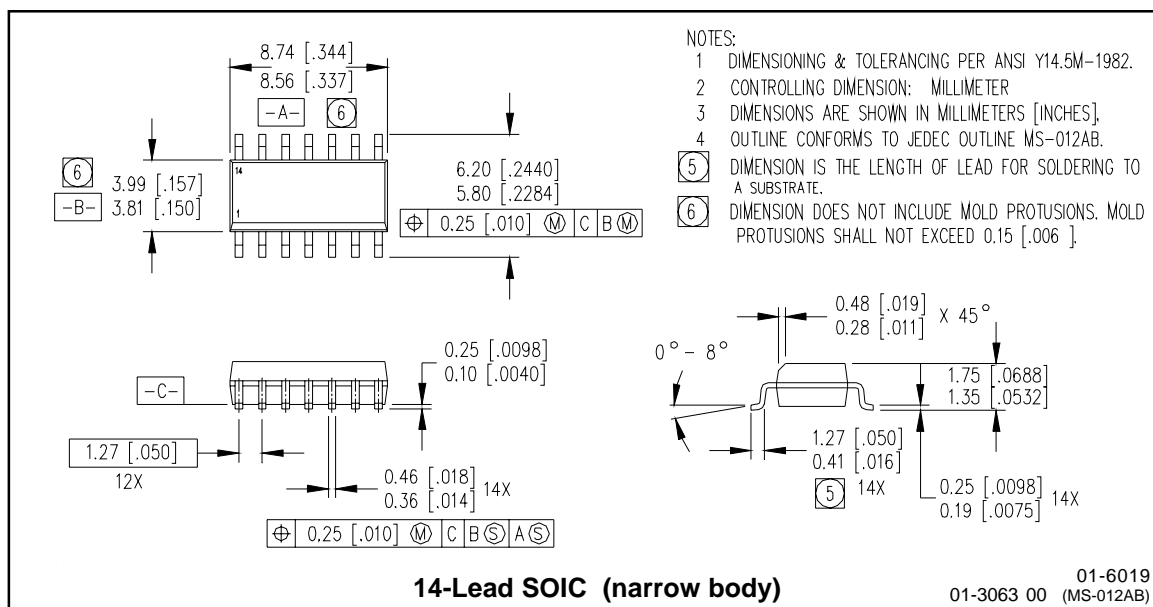 8.74 [.344]
8.56 [.337]
-A- 6
6
3.99 [.157]
3.81 [.150]
-B-
14
1
6.20 [.2440]
5.80 [.2284]
⌖ 0.25 [.010] Ⓜ C B Ⓜ
NOTES:
1 DIMENSIONING & TOLERANCING PER ANSI Y14.5M-1982.
2 CONTROLLING DIMENSION: MILLIMETER
3 DIMENSIONS ARE SHOWN IN MILLIMETERS [INCHES].
4 OUTLINE CONFORMS TO JEDEC OUTLINE MS-012AB.
5 DIMENSION IS THE LENGTH OF LEAD FOR SOLDERING TO
A SUBSTRATE.
6 DIMENSION DOES NOT INCLUDE MOLD PROTUSIONS. MOLD
PROTUSIONS SHALL NOT EXCEED 0.15 [.006 ].
-C-
0.25 [.0098]
0.10 [.0040]
1.27 [.050]
12X
0.46 [.018]
0.36 [.014] 14X
⌖ 0.25 [.010] Ⓜ C B Ⓢ A Ⓢ
0.48 [.019]
0.28 [.011] X 45°
0° - 8°
1.75 [.0688]
1.35 [.0532]
1.27 [.050]
0.41 [.016]
5 14X
0.25 [.0098]
0.19 [.0075] 14X
14-Lead SOIC (narrow body)
01-6019
01-3063 00 (MS-012AB)